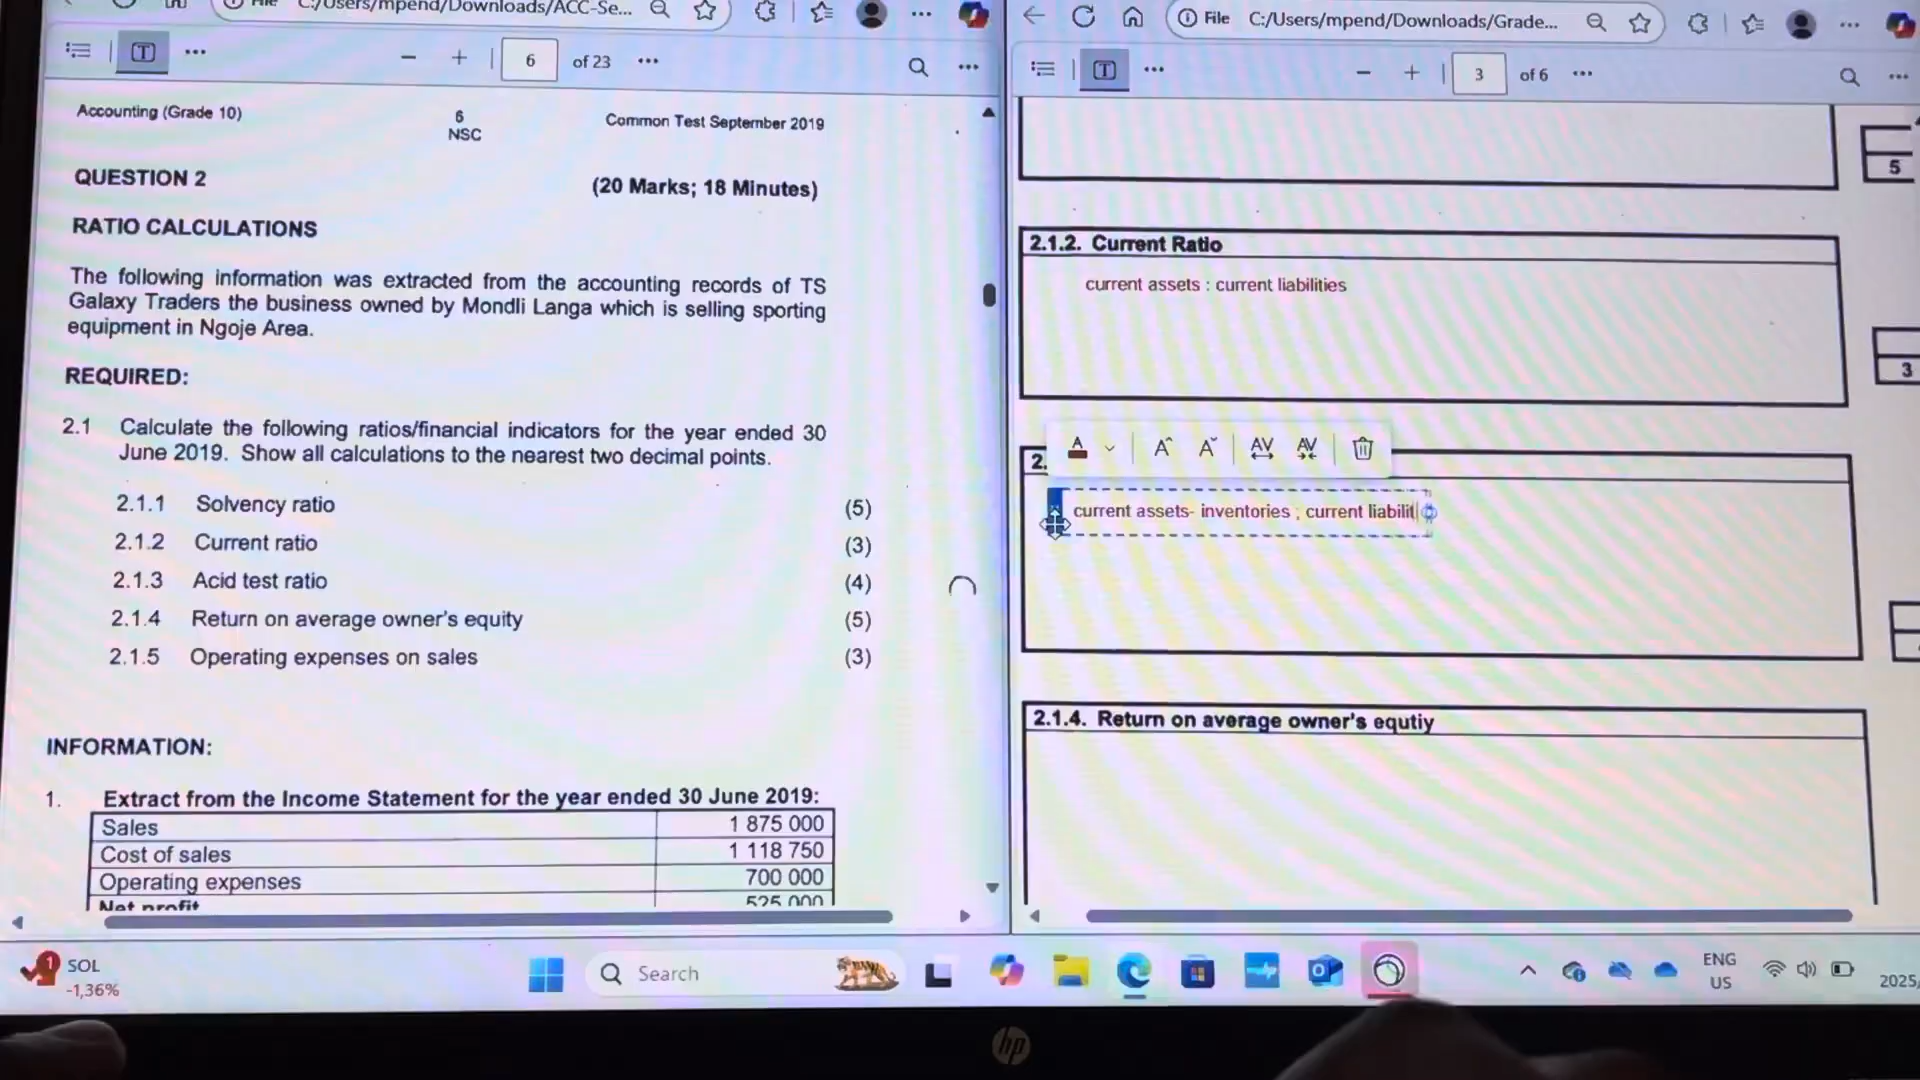 File C:/Users/mpend/Downloads/ACC-Se...
6 of 23
Accounting (Grade 10)
6
NSC
Common Test September 2019
QUESTION 2
(20 Marks; 18 Minutes)
RATIO CALCULATIONS
The following information was extracted from the accounting records of TS
Galaxy Traders the business owned by Mondli Langa which is selling sporting
equipment in Ngoje Area.
REQUIRED:
2.1 Calculate the following ratios/financial indicators for the year ended 30
June 2019. Show all calculations to the nearest two decimal points.
2.1.1 Solvency ratio (5)
2.1.2 Current ratio (3)
2.1.3 Acid test ratio (4)
2.1.4 Return on average owner's equity (5)
2.1.5 Operating expenses on sales (3)
INFORMATION:
1. Extract from the Income Statement for the year ended 30 June 2019:
Sales 1 875 000
Cost of sales 1 118 750
Operating expenses 700 000
Net profit 525 000
File C:/Users/mpend/Downloads/Grade...
3 of 6
5
2.1.2. Current Ratio
current assets : current liabilities
3
2.
current assets- inventories ; current liabilit
2.1.4. Return on average owner's equtiy
1 SOL
-1,36%
Search
ENG
US
2025/
hp